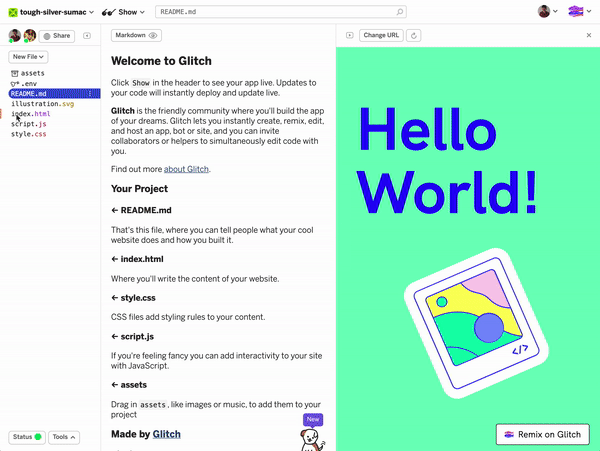 tough-silver-sumac
Show
README.md
Share
Markdown
Change URL
New File
assets
.env
README.md
illustration.svg
index.html
script.js
style.css
Welcome to Glitch
Click Show in the header to see your app live. Updates to
your code will instantly deploy and update live.
Glitch is the friendly community where you'll build the app
of your dreams. Glitch lets you instantly create, remix, edit,
and host an app, bot or site, and you can invite
collaborators or helpers to simultaneously edit code with
you.
Find out more about Glitch.
Your Project
← README.md
That's this file, where you can tell people what your cool
website does and how you built it.
← index.html
Where you'll write the content of your website.
← style.css
CSS files add styling rules to your content.
← script.js
If you're feeling fancy you can add interactivity to your site
with JavaScript.
← assets
Drag in assets, like images or music, to add them to your
project
Made by Glitch
New
Hello
World!
</>
Remix on Glitch
Status
Tools